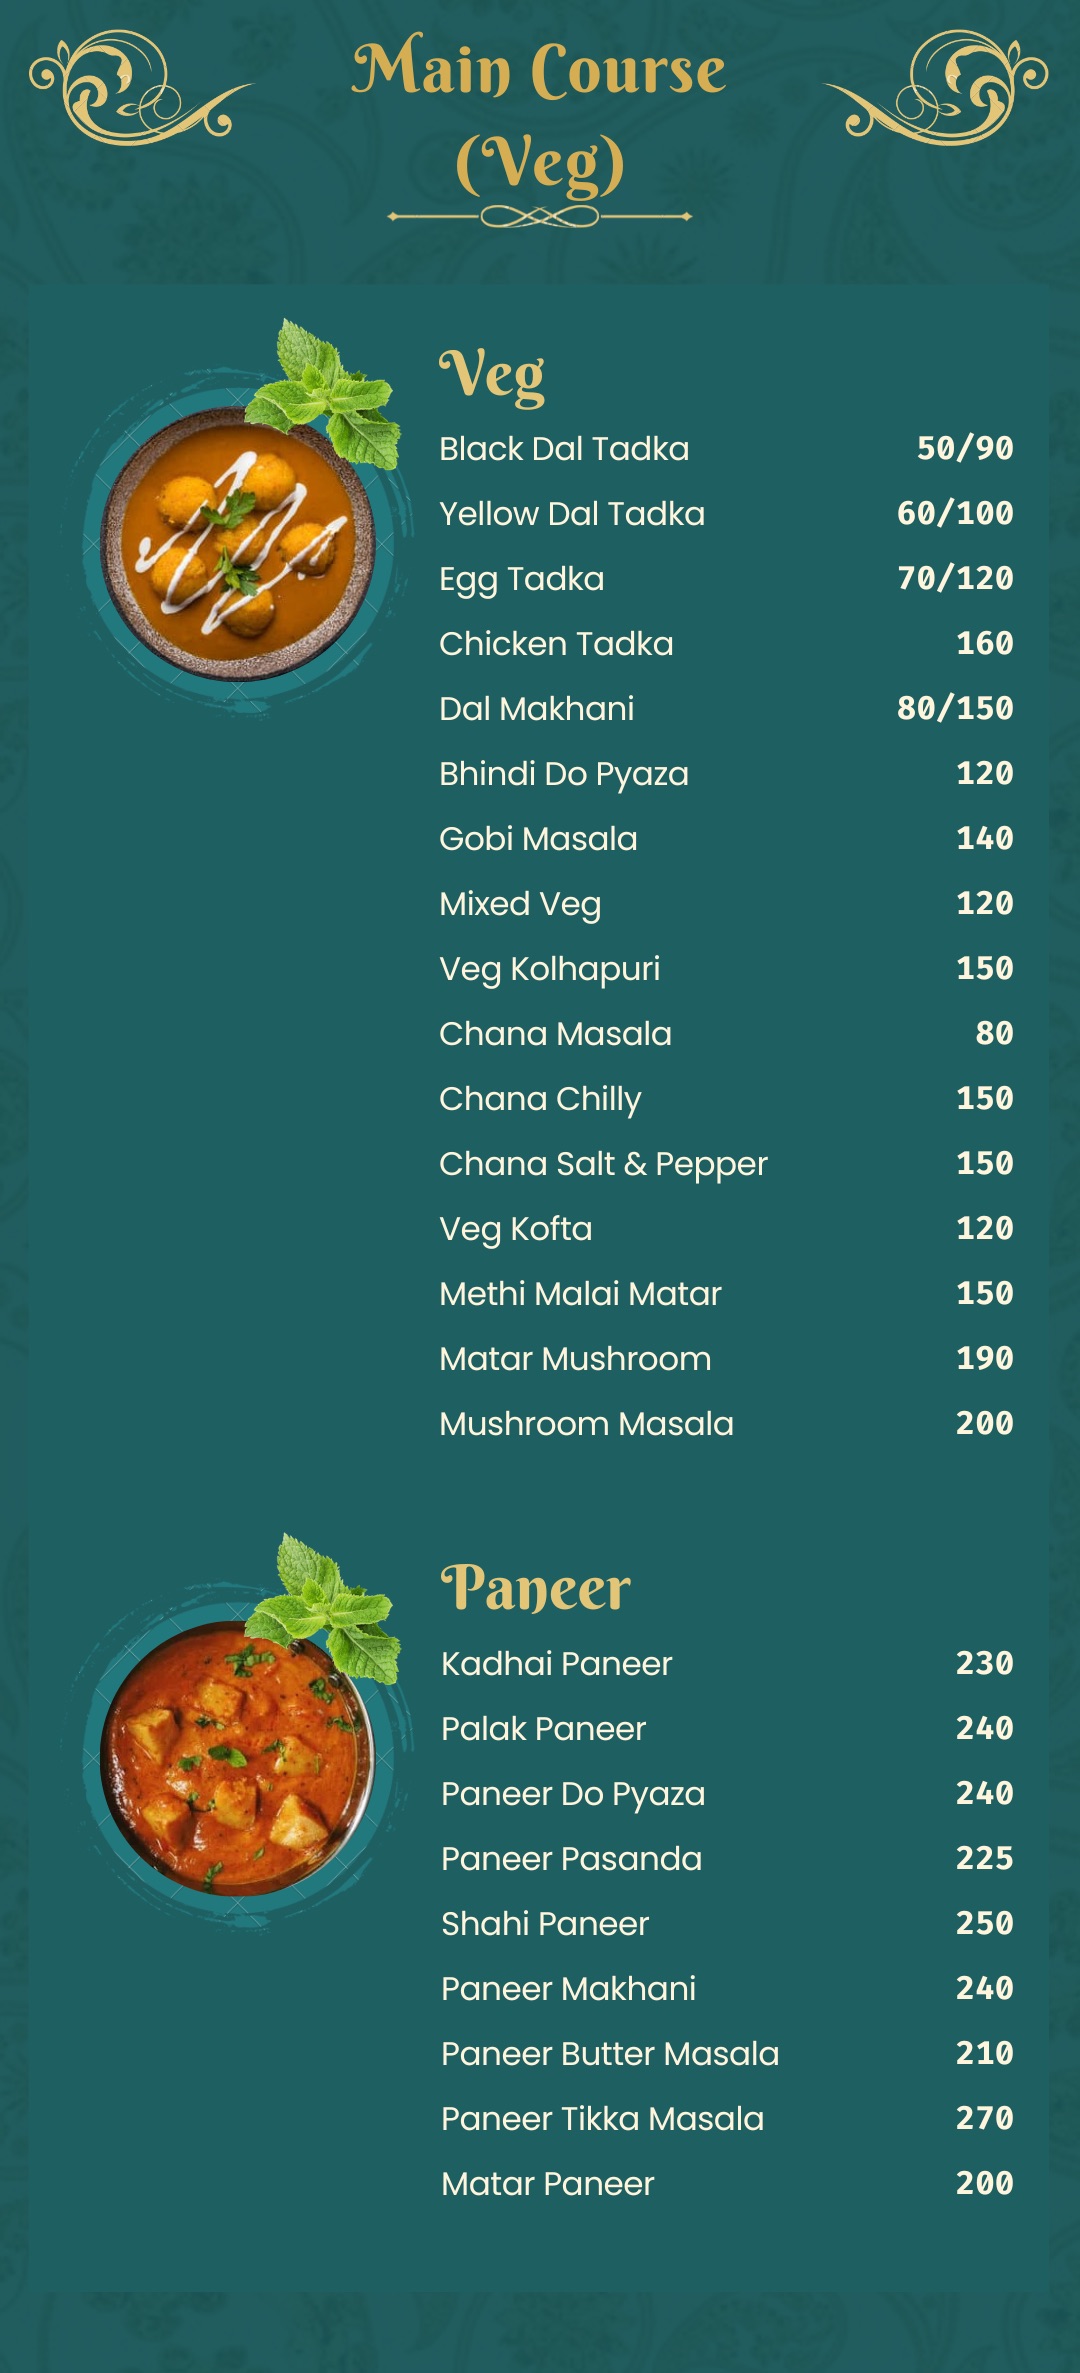 Main Course
(Veg)
Veg
Black Dal Tadka 50/90
Yellow Dal Tadka 60/100
Egg Tadka 70/120
Chicken Tadka 160
Dal Makhani 80/150
Bhindi Do Pyaza 120
Gobi Masala 140
Mixed Veg 120
Veg Kolhapuri 150
Chana Masala 80
Chana Chilly 150
Chana Salt & Pepper 150
Veg Kofta 120
Methi Malai Matar 150
Matar Mushroom 190
Mushroom Masala 200
Paneer
Kadhai Paneer 230
Palak Paneer 240
Paneer Do Pyaza 240
Paneer Pasanda 225
Shahi Paneer 250
Paneer Makhani 240
Paneer Butter Masala 210
Paneer Tikka Masala 270
Matar Paneer 200